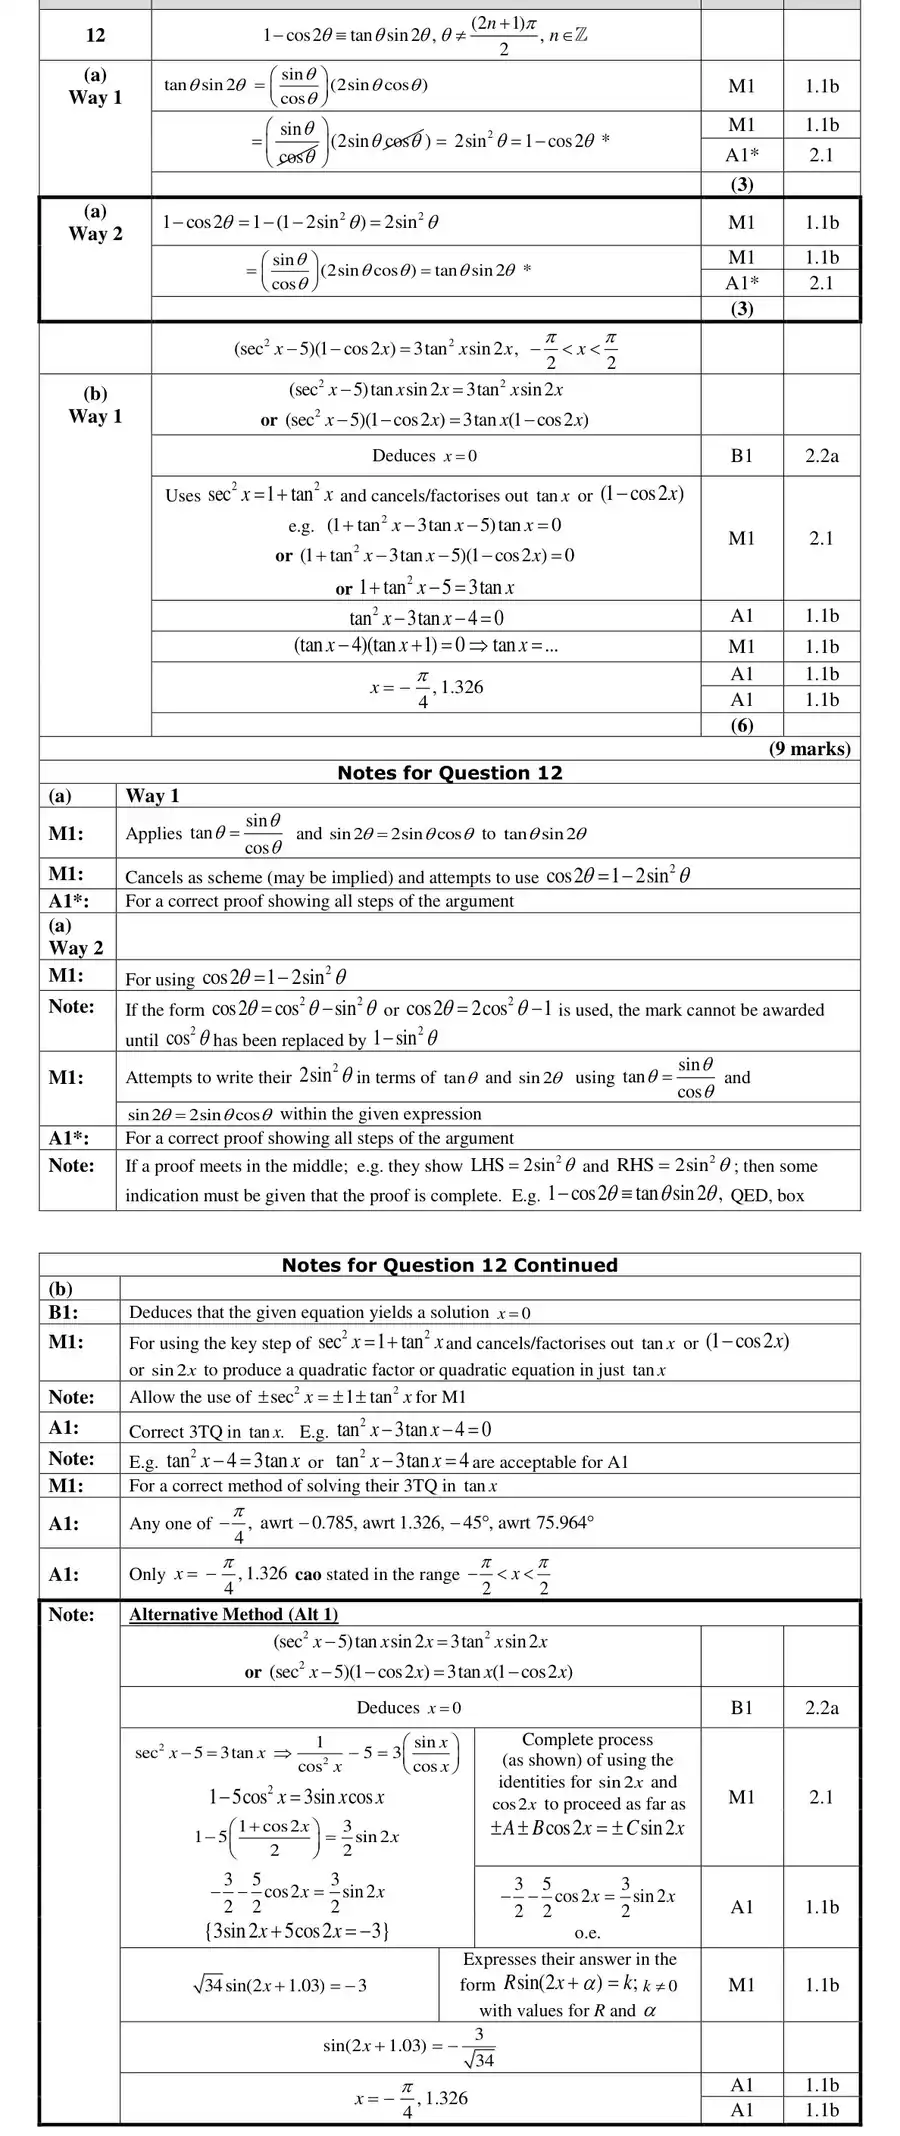 12 1 − cos 2θ ≡ tan θ sin 2θ, θ ≠ (2n + 1)π/2, n ∈ ℤ
(a) Way 1 tan θ sin 2θ = (sin θ/cos θ)(2 sin θ cos θ) M1 1.1b
= (sin θ/cos θ)(2 sin θ cos θ) = 2 sin² θ = 1 − cos 2θ * M1 1.1b
A1* 2.1
(3)
(a) Way 2 1 − cos 2θ = 1 − (1 − 2 sin² θ) = 2 sin² θ M1 1.1b
= (sin θ/cos θ)(2 sin θ cos θ) = tan θ sin 2θ * M1 1.1b
A1* 2.1
(3)
(sec² x − 5)(1 − cos 2x) = 3 tan² x sin 2x, −π/2 < x < π/2
(b) Way 1 (sec² x − 5) tan x sin 2x = 3 tan² x sin 2x
or (sec² x − 5)(1 − cos 2x) = 3 tan x(1 − cos 2x)
Deduces x = 0 B1 2.2a
Uses sec² x = 1 + tan² x and cancels/factorises out tan x or (1 − cos 2x)
e.g. (1 + tan² x − 3 tan x − 5) tan x = 0
or (1 + tan² x − 3 tan x − 5)(1 − cos 2x) = 0 M1 2.1
or 1 + tan² x − 5 = 3 tan x
tan² x − 3 tan x − 4 = 0 A1 1.1b
(tan x − 4)(tan x + 1) = 0 ⇒ tan x = ... M1 1.1b
x = −π/4, 1.326 A1 1.1b
A1 1.1b
(6)
(9 marks)
Notes for Question 12
(a) Way 1
M1: Applies tan θ = sin θ/cos θ and sin 2θ = 2 sin θ cos θ to tan θ sin 2θ
M1: Cancels as scheme (may be implied) and attempts to use cos 2θ = 1 − 2 sin² θ
A1*: For a correct proof showing all steps of the argument
(a)
Way 2
M1: For using cos 2θ = 1 − 2 sin² θ
Note: If the form cos 2θ = cos² θ − sin² θ or cos 2θ = 2 cos² θ − 1 is used, the mark cannot be awarded
until cos² θ has been replaced by 1 − sin² θ
M1: Attempts to write their 2 sin² θ in terms of tan θ and sin 2θ using tan θ = sin θ/cos θ and
sin 2θ = 2 sin θ cos θ within the given expression
A1*: For a correct proof showing all steps of the argument
Note: If a proof meets in the middle; e.g. they show LHS = 2 sin² θ and RHS = 2 sin² θ; then some
indication must be given that the proof is complete. E.g. 1 − cos 2θ ≡ tan θ sin 2θ, QED, box
Notes for Question 12 Continued
(b)
B1: Deduces that the given equation yields a solution x = 0
M1: For using the key step of sec² x = 1 + tan² x and cancels/factorises out tan x or (1 − cos 2x)
or sin 2x to produce a quadratic factor or quadratic equation in just tan x
Note: Allow the use of ± sec² x = ±1 ± tan² x for M1
A1: Correct 3TQ in tan x. E.g. tan² x − 3 tan x − 4 = 0
Note: E.g. tan² x − 4 = 3 tan x or tan² x − 3 tan x = 4 are acceptable for A1
M1: For a correct method of solving their 3TQ in tan x
A1: Any one of −π/4, awrt − 0.785, awrt 1.326, −45°, awrt 75.964°
A1: Only x = −π/4, 1.326 cao stated in the range −π/2 < x < π/2
Note: Alternative Method (Alt 1)
(sec² x − 5) tan x sin 2x = 3 tan² x sin 2x
or (sec² x − 5)(1 − cos 2x) = 3 tan x(1 − cos 2x)
Deduces x = 0 B1 2.2a
sec² x − 5 = 3 tan x ⇒ 1/cos² x − 5 = 3(sin x/cos x)
1 − 5 cos² x = 3 sin x cos x
1 − 5((1 + cos 2x)/2) = 3/2 sin 2x
Complete process
(as shown) of using the
identities for sin 2x and
cos 2x to proceed as far as
±A ± B cos 2x = ±C sin 2x
M1 2.1
−3/2 − 5/2 cos 2x = 3/2 sin 2x
{3 sin 2x + 5 cos 2x = −3}
−3/2 − 5/2 cos 2x = 3/2 sin 2x
o.e.
A1 1.1b
√34 sin(2x + 1.03) = −3
Expresses their answer in the
form R sin(2x + α) = k; k ≠ 0
with values for R and α
M1 1.1b
sin(2x + 1.03) = −3/√34
x = −π/4, 1.326 A1 1.1b
A1 1.1b